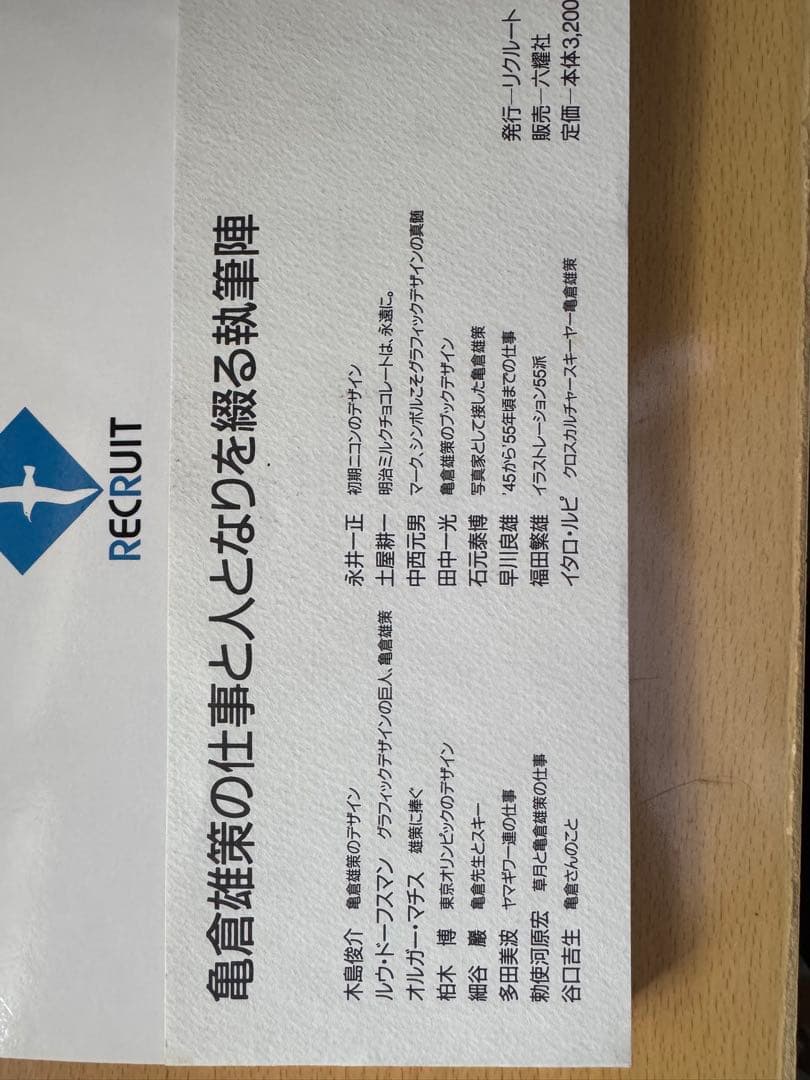 RECRUIT
亀倉雄策の仕事と人となりを綴る執筆陣
木島俊介 亀倉雄策のデザイン
ルウ・ドーフスマン グラフィックデザインの巨人、亀倉雄策
オルガー・マチス 雄策に捧ぐ
柏木 博 東京オリンピックのデザイン
細谷 巖 亀倉先生とスキー
多田美波 ヤマギワ一連の仕事
勅使河原宏 草月と亀倉雄策の仕事
谷口吉生 亀倉さんのこと
永井一正 初期ニコンのデザイン
土屋耕一 明治ミルクチョコレートは、永遠に。
中西元男 マーク、シンボルこそグラフィックデザインの真髄
田中一光 亀倉雄策のブックデザイン
石元泰博 写真家として接した亀倉雄策
早川良雄 '45から'55年頃までの仕事
福田繁雄 イラストレーション55派
イタロ・ルピ クロスカルチャースキーヤー亀倉雄策
発行―リクルート
販売―六耀社
定価―本体3,200